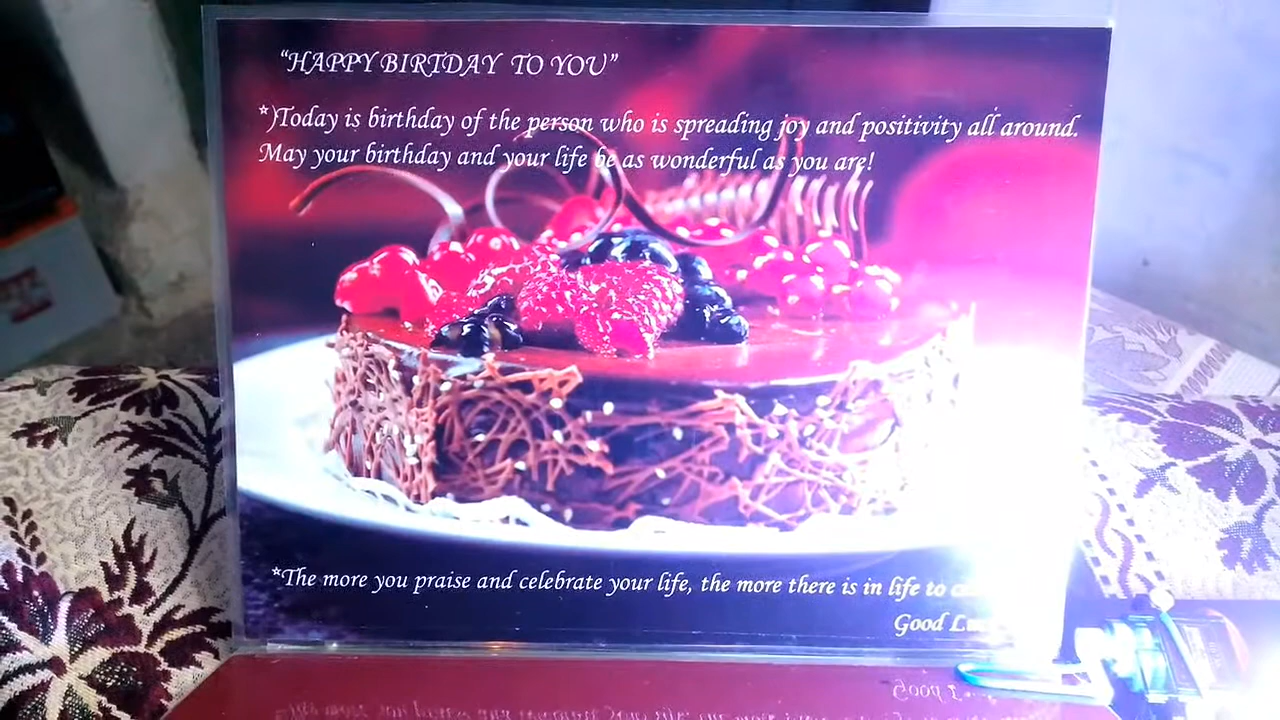 “HAPPY BIRTDAY TO YOU”
*)Today is birthday of the person who is spreading joy and positivity all around.
May your birthday and your life be as wonderful as you are!
*The more you praise and celebrate your life, the more there is in life to
Good